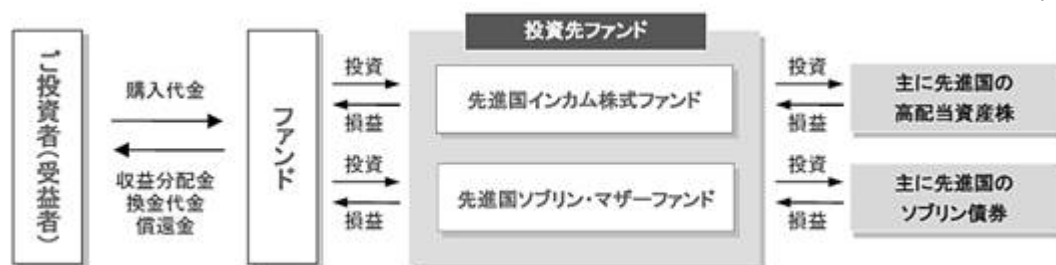 ご投資者(受益者)
購入代金
収益分配金
換金代金
償還金
ファンド
投資
損益
投資
損益
投資先ファンド
先進国インカム株式ファンド
先進国ソブリン・マザーファンド
投資
損益
投資
損益
主に先進国の
高配当資産株
主に先進国の
ソブリン債券